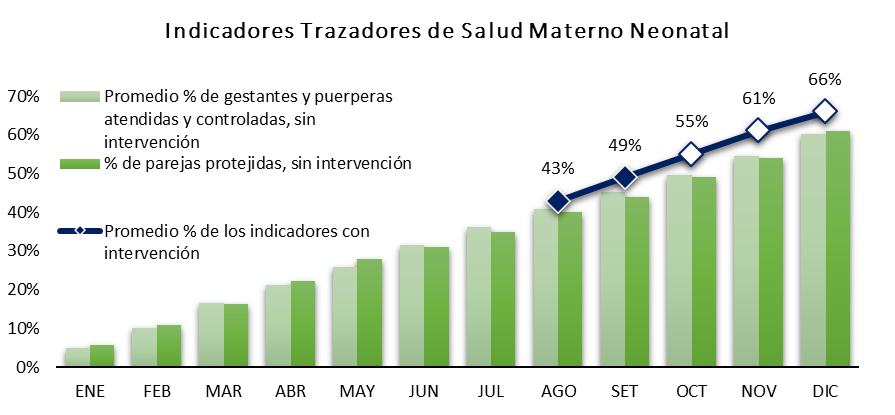 Indicadores Trazadores de Salud Materno Neonatal
66%
61%
55%
49%
43%
70%
60%
50%
40%
30%
20%
10%
0%
Promedio % de gestantes y puerperas
atendidas y controladas, sin
intervención
% de parejas protejidas, sin intervención
Promedio % de los indicadores con
intervención
ENE FEB MAR ABR MAY JUN JUL AGO SET OCT NOV DIC